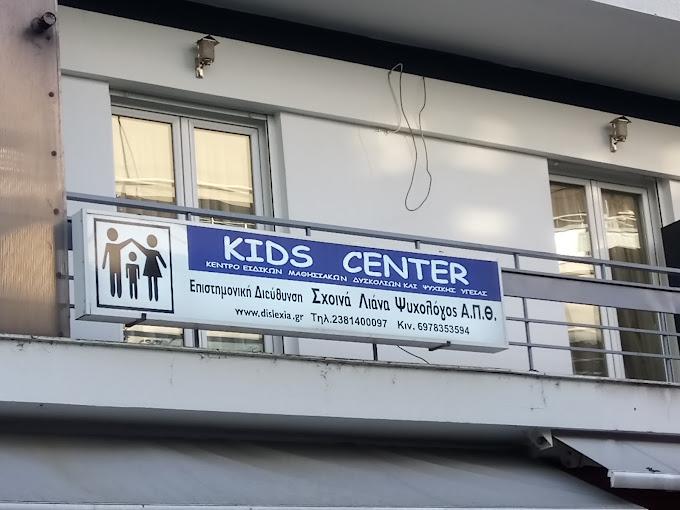 KIDS CENTER
ΚΕΝΤΡΟ ΕΙΔΙΚΩΝ ΜΑΘΗΣΙΑΚΩΝ ΔΥΣΚΟΛΙΩΝ ΚΑΙ ΨΥΧΙΚΗΣ ΥΓΕΙΑΣ
Επιστημονική Διεύθυνση Σχοινά Λιάνα Ψυχολόγος Α.Π.Θ.
www.dislexia.gr Τηλ.2381400097 Κιν. 6978353594